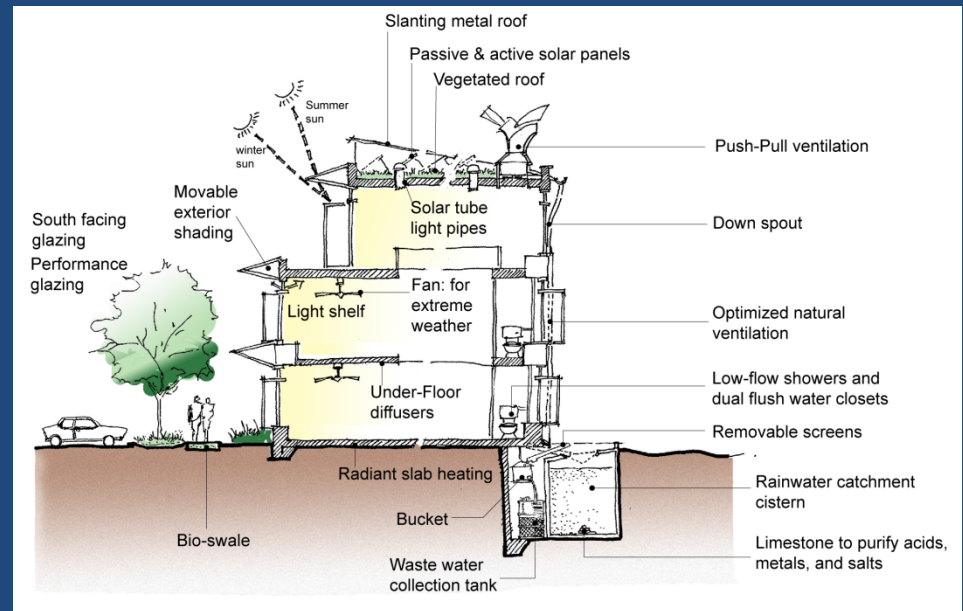 Slanting metal roof
Passive & active solar panels
Vegetated roof
Summer
sun
winter
sun
Push-Pull ventilation
Movable
exterior
shading
Solar tube
light pipes
South facing
glazing
Performance
glazing
Down spout
Light shelf
Fan: for
extreme
weather
Optimized natural
ventilation
Under-Floor
diffusers
Low-flow showers and
dual flush water closets
Removable screens
Radiant slab heating
Rainwater catchment
cistern
Bucket
Bio-swale
Limestone to purify acids,
metals, and salts
Waste water
collection tank